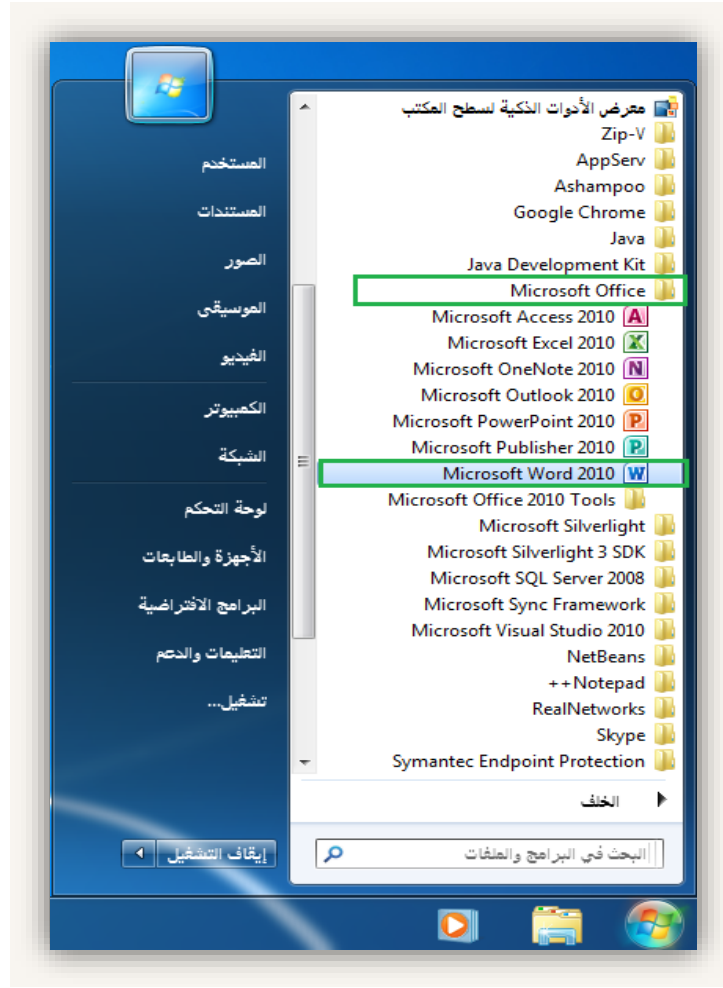 معرض الأدوات الذكية لسطح المكتب
Zip-V
AppServ
Ashampoo
Google Chrome
Java
Java Development Kit
Microsoft Office
Microsoft Access 2010
Microsoft Excel 2010
Microsoft OneNote 2010
Microsoft Outlook 2010
Microsoft PowerPoint 2010
Microsoft Publisher 2010
Microsoft Word 2010
Microsoft Office 2010 Tools
Microsoft Silverlight
Microsoft Silverlight 3 SDK
Microsoft SQL Server 2008
Microsoft Sync Framework
Microsoft Visual Studio 2010
NetBeans
++Notepad
RealNetworks
Skype
Symantec Endpoint Protection
الخلف
البحث في البرامج والملفات
المستخدم
المستندات
الصور
الموسيقى
الفيديو
الكمبيوتر
الشبكة
لوحة التحكم
الأجهزة والطابعات
البرامج الافتراضية
التعليمات والدعم
تشغيل...
إيقاف التشغيل